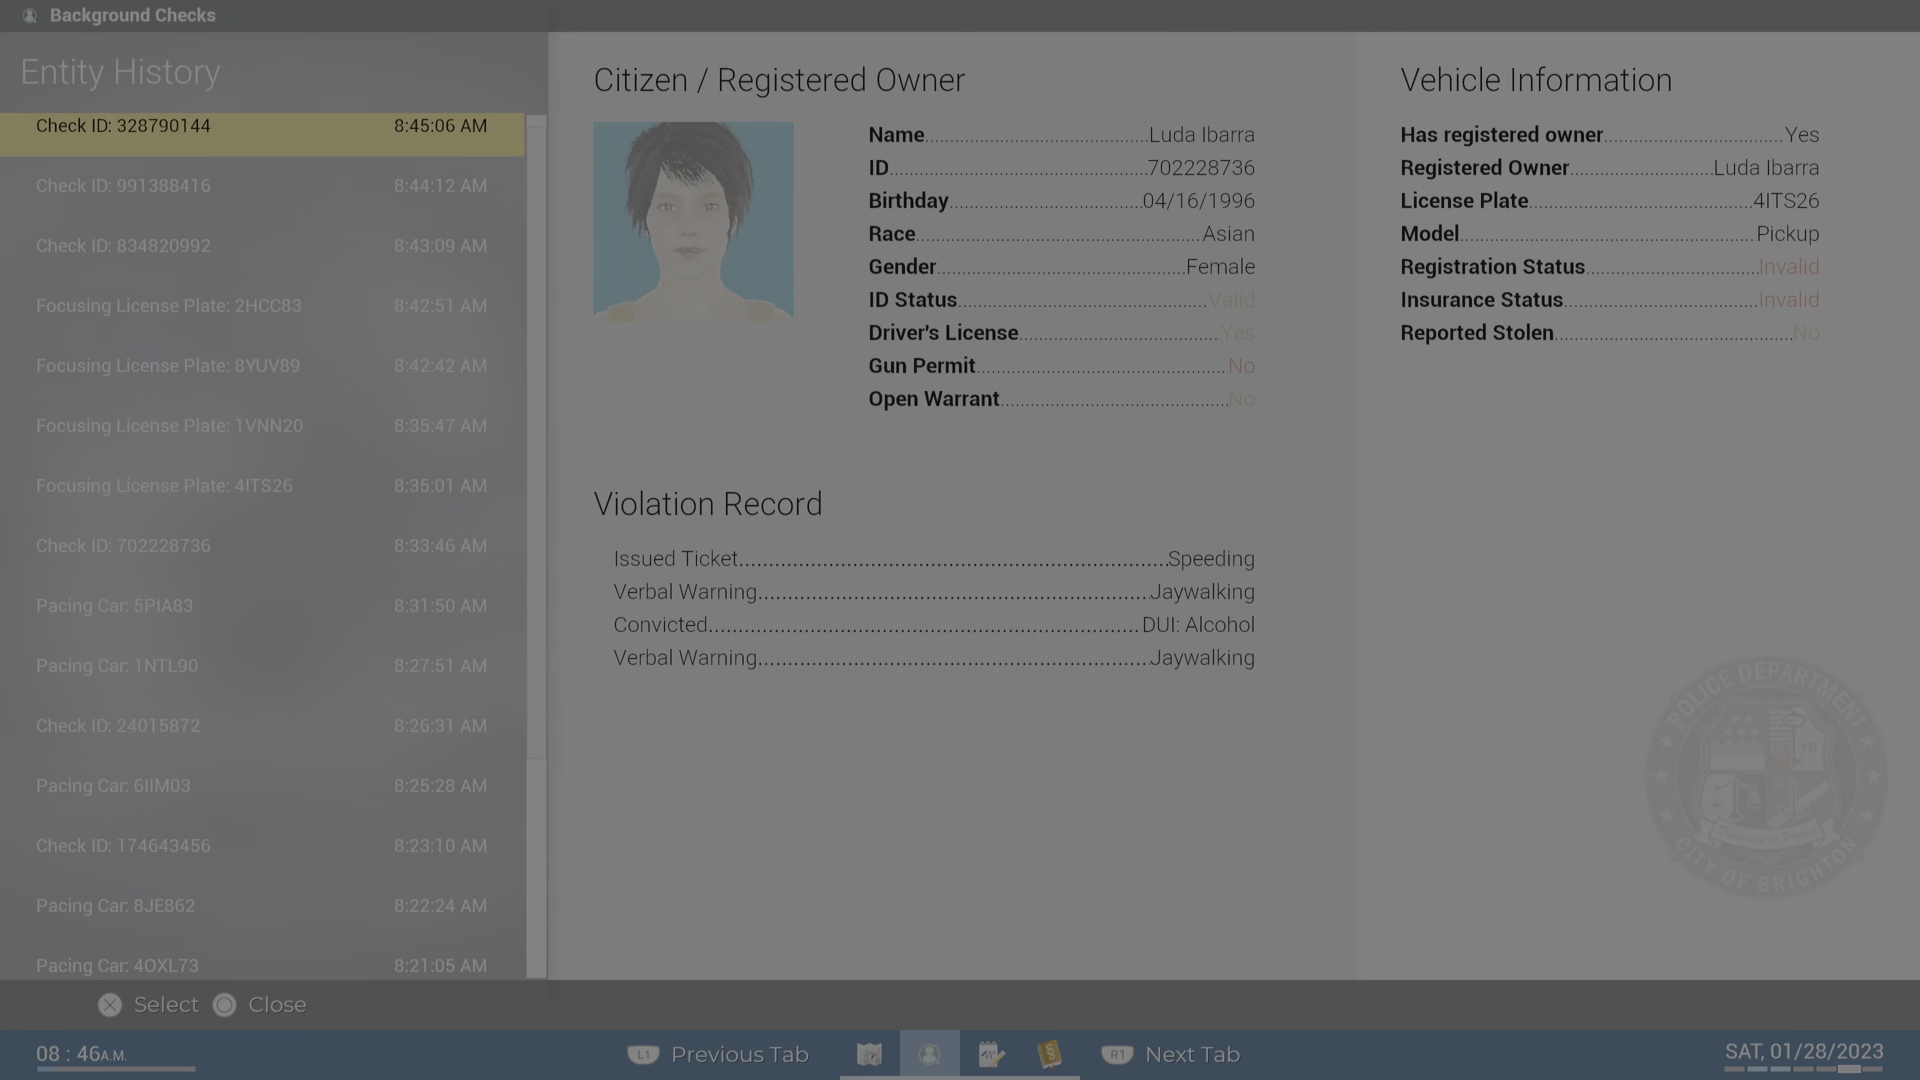 Background Checks
Entity History
Check ID: 328790144 8:45:06 AM
Check ID: 991388416 8:44:12 AM
Check ID: 834820992 8:43:09 AM
Focusing License Plate: 2HCC83 8:42:51 AM
Focusing License Plate: 8YUV89 8:42:42 AM
Focusing License Plate: 1VNN20 8:35:47 AM
Focusing License Plate: 4ITS26 8:35:01 AM
Check ID: 702228736 8:33:46 AM
Pacing Car: 5PIA83 8:31:50 AM
Pacing Car: 1NTL90 8:27:51 AM
Check ID: 24015872 8:26:31 AM
Pacing Car: 6IIM03 8:25:28 AM
Check ID: 174643456 8:23:10 AM
Pacing Car: 8JE862 8:22:24 AM
Pacing Car: 4OXL73 8:21:05 AM
Citizen / Registered Owner
Name Luda Ibarra
ID 702228736
Birthday 04/16/1996
Race Asian
Gender Female
ID Status Valid
Driver's License Yes
Gun Permit No
Open Warrant No
Violation Record
Issued Ticket Speeding
Verbal Warning Jaywalking
Convicted DUI: Alcohol
Verbal Warning Jaywalking
Vehicle Information
Has registered owner Yes
Registered Owner Luda Ibarra
License Plate 4ITS26
Model Pickup
Registration Status Invalid
Insurance Status Invalid
Reported Stolen No
POLICE DEPARTMENT
CITY OF BRIGHTON
Select Close
08 : 46 A.M.
L1 Previous Tab
R1 Next Tab
SAT, 01/28/2023